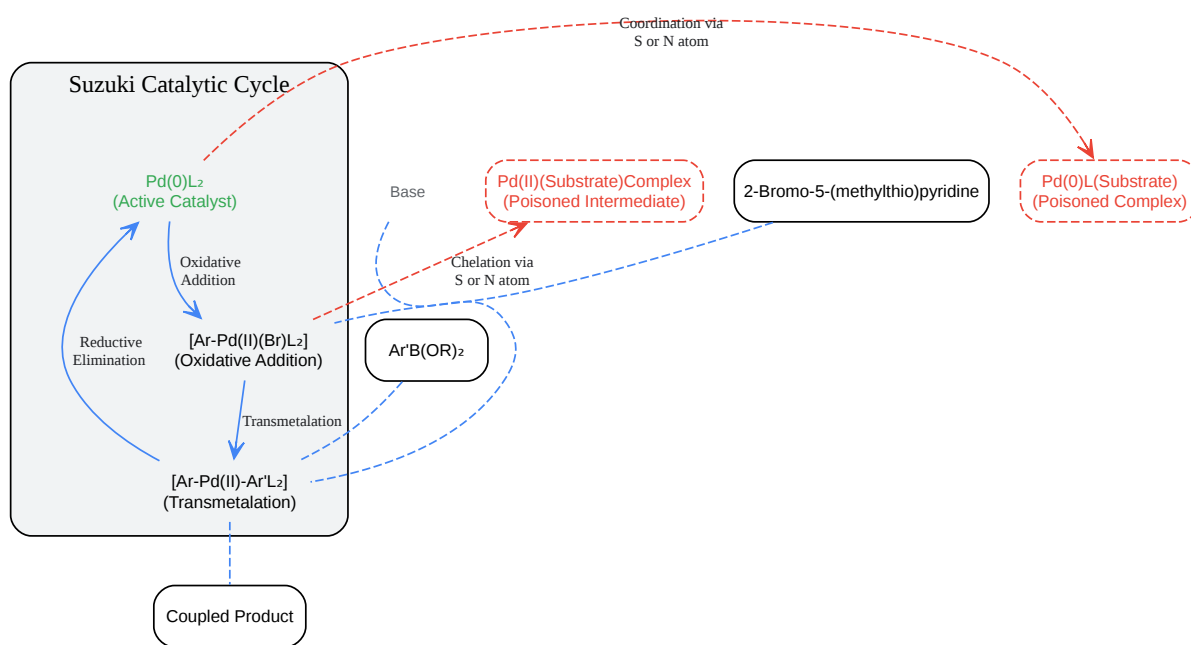 Coordination via
S or N atom
Suzuki Catalytic Cycle
Pd(0)L₂
(Active Catalyst)
Base
Pd(II)(Substrate)Complex
(Poisoned Intermediate)
2-Bromo-5-(methylthio)pyridine
Pd(0)L(Substrate)
(Poisoned Complex)
Oxidative
Addition
Chelation via
S or N atom
[Ar-Pd(II)(Br)L₂]
(Oxidative Addition)
Reductive
Elimination
Ar'B(OR)₂
Transmetalation
[Ar-Pd(II)-Ar'L₂]
(Transmetalation)
Coupled Product